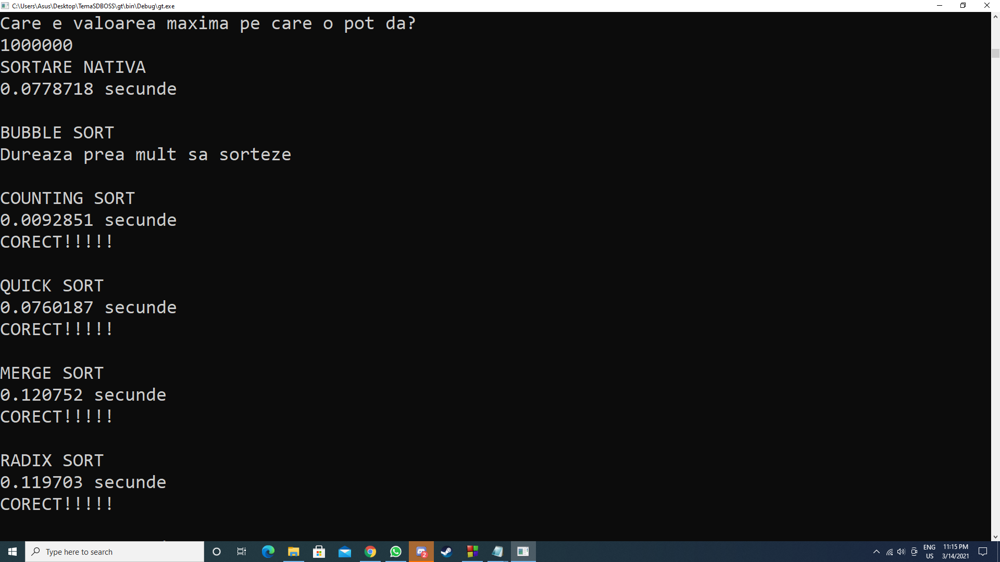 C:\Users\Asus\Desktop\TemaSDBOSS\gt\bin\Debug\gt.exe
Care e valoarea maxima pe care o pot da?
1000000
SORTARE NATIVA
0.0778718 secunde
BUBBLE SORT
Dureaza prea mult sa sorteze
COUNTING SORT
0.0092851 secunde
CORECT!!!!!
QUICK SORT
0.0760187 secunde
CORECT!!!!!
MERGE SORT
0.120752 secunde
CORECT!!!!!
RADIX SORT
0.119703 secunde
CORECT!!!!!
Type here to search
2
ENG
US
11:15 PM
3/14/2021